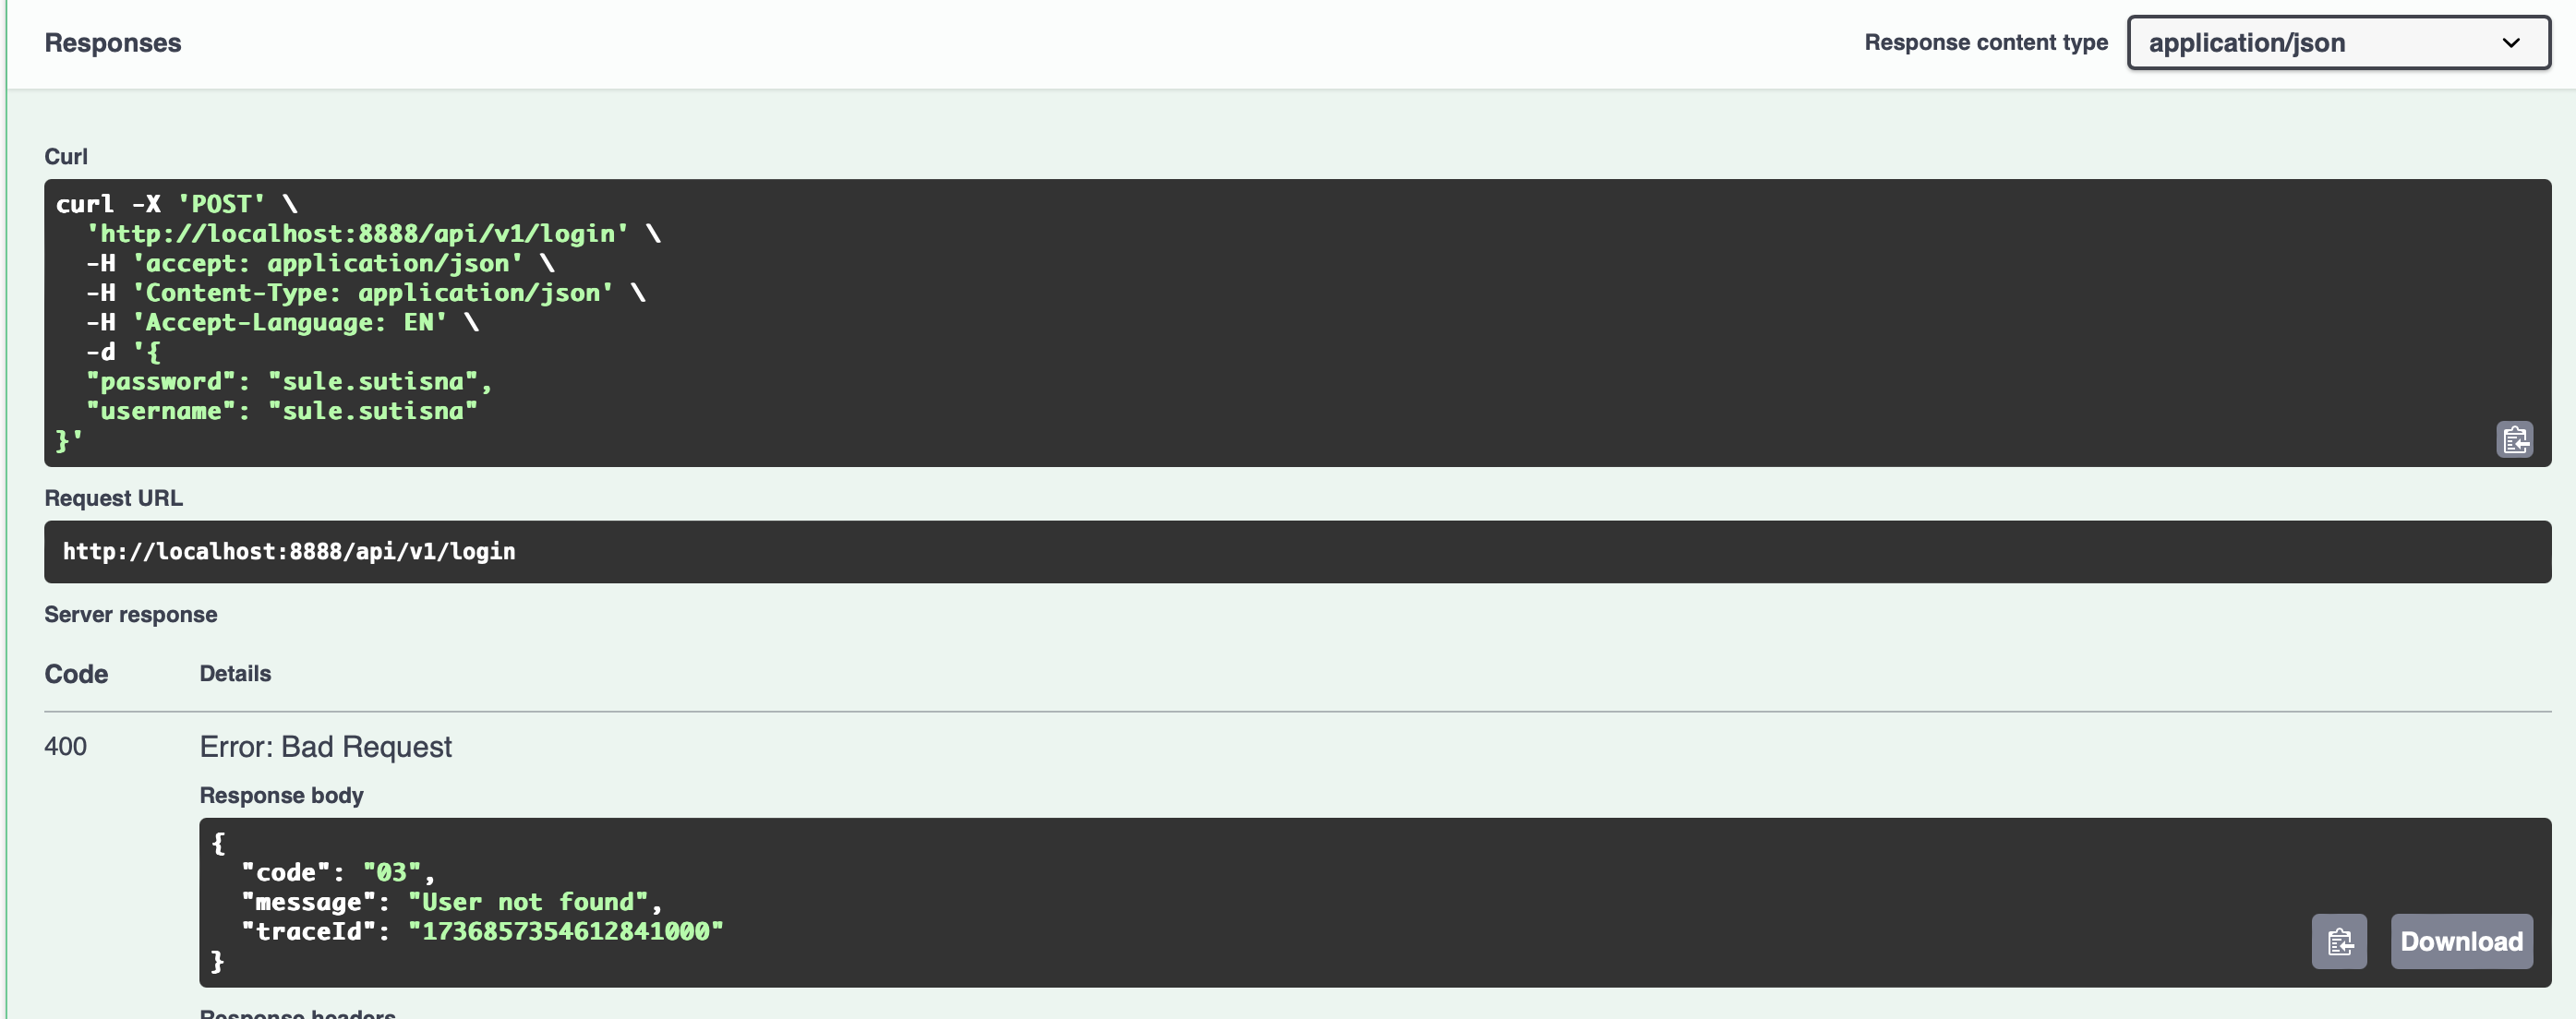 Responses
Response content type
application/json
Curl
curl -X 'POST' \
  'http://localhost:8888/api/v1/login' \
  -H 'accept: application/json' \
  -H 'Content-Type: application/json' \
  -H 'Accept-Language: EN' \
  -d '{
  "password": "sule.sutisna",
  "username": "sule.sutisna"
}'
Request URL
http://localhost:8888/api/v1/login
Server response
Code Details
400 Error: Bad Request
Response body
{
  "code": "03",
  "message": "User not found",
  "traceId": "1736857354612841000"
}
Download
Response headers